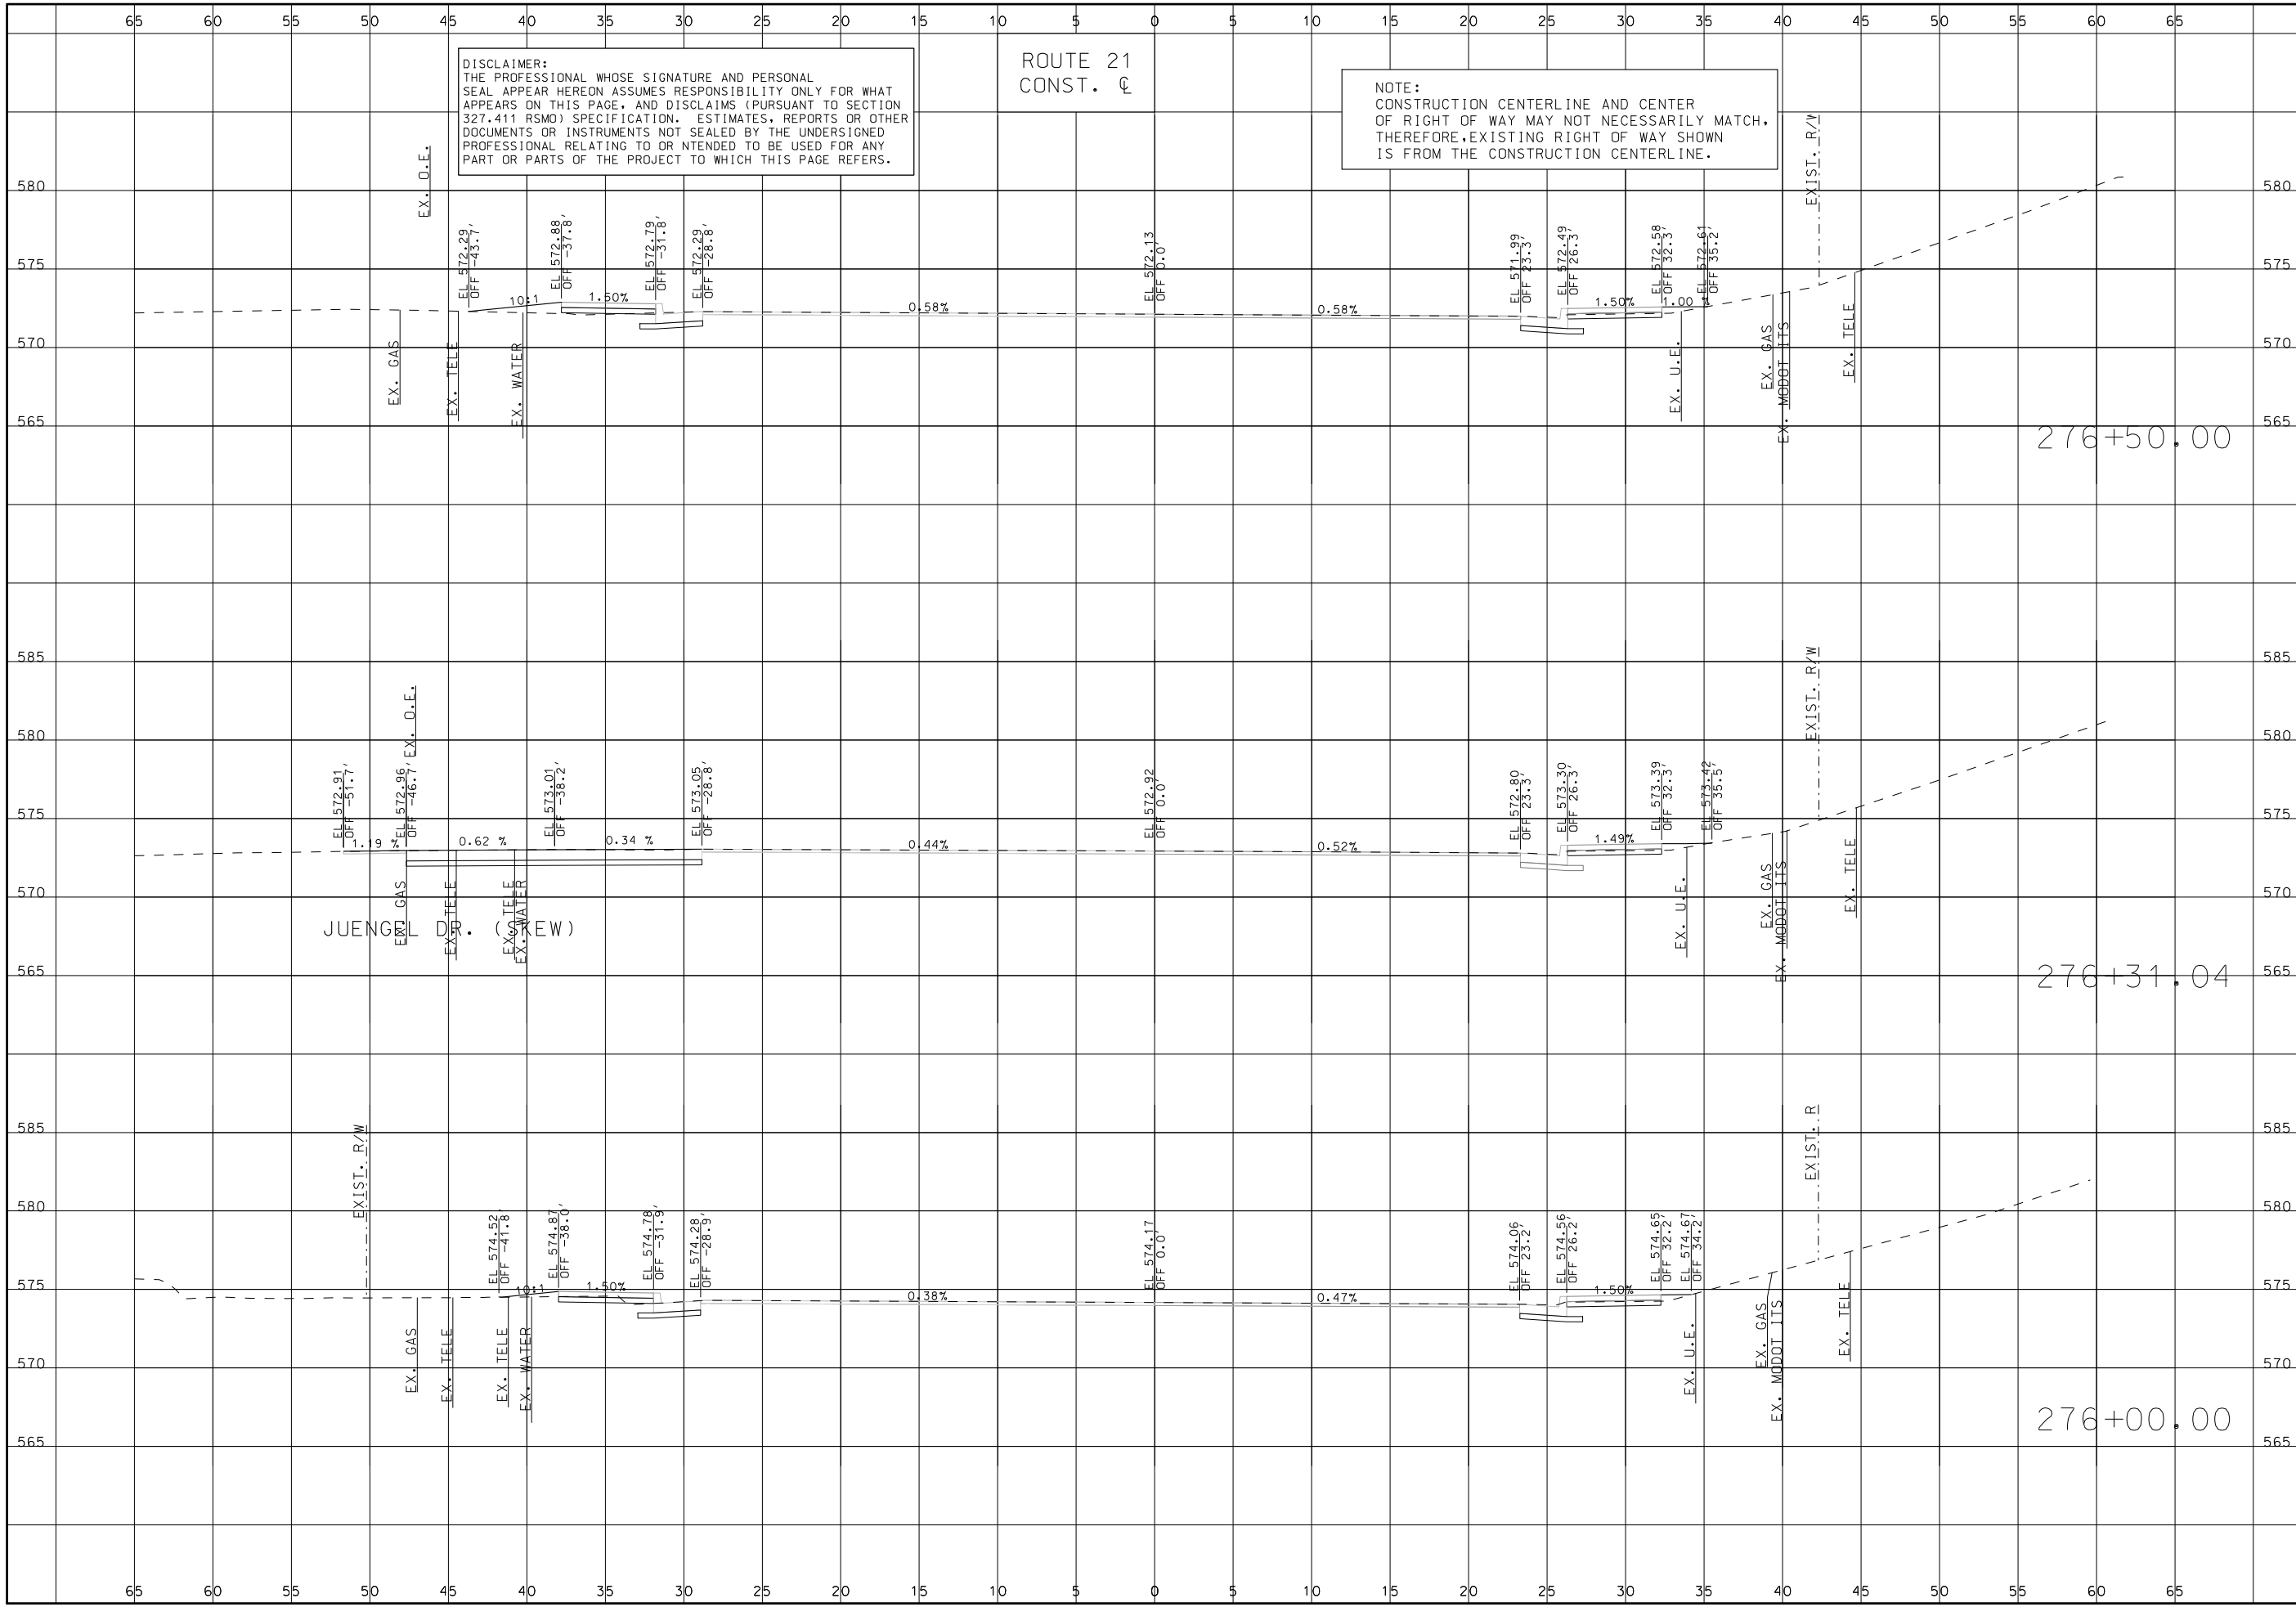 65 60 55 50 45 40 35 30 25 20 15 10 5 0 5 10 15 20 25 30 35 40 45 50 55 60 65
ROUTE 21
CONST. ℄
DISCLAIMER:
THE PROFESSIONAL WHOSE SIGNATURE AND PERSONAL
SEAL APPEAR HEREON ASSUMES RESPONSIBILITY ONLY FOR WHAT
APPEARS ON THIS PAGE, AND DISCLAIMS (PURSUANT TO SECTION
327.411 RSMO) SPECIFICATION. ESTIMATES, REPORTS OR OTHER
DOCUMENTS OR INSTRUMENTS NOT SEALED BY THE UNDERSIGNED
PROFESSIONAL RELATING TO OR NTENDED TO BE USED FOR ANY
PART OR PARTS OF THE PROJECT TO WHICH THIS PAGE REFERS.
NOTE:
CONSTRUCTION CENTERLINE AND CENTER
OF RIGHT OF WAY MAY NOT NECESSARILY MATCH,
THEREFORE,EXISTING RIGHT OF WAY SHOWN
IS FROM THE CONSTRUCTION CENTERLINE.
EX. O.E.
EXIST. R/W
580 580
575 575
570 570
565 565
EL 572.29
OFF -43.7'
EL 572.88
OFF -37.8'
EL 572.79
OFF -31.8'
EL 572.29
OFF -28.8'
EL 572.13
OFF 0.0'
EL 571.99
OFF 23.3'
EL 572.49
OFF 26.3'
EL 572.58
OFF 32.3'
EL 572.61
OFF 35.2'
10:1 1.50% 0.58% 0.58% 1.50% 1.00 %
EX. GAS
EX. TELE
EX. WATER
EX. U.E.
EX. GAS
EX. MODOT ITS
EX. TELE
276+50.00
585 585
580 580
575 575
570 570
565 565
EX. O.E.
EXIST. R/W
EL 572.91
OFF -51.7'
EL 572.96
OFF -46.7'
EL 573.01
OFF -38.2'
EL 573.05
OFF -28.8'
EL 572.92
OFF 0.0'
EL 572.80
OFF 23.3'
EL 573.30
OFF 26.3'
EL 573.39
OFF 32.3'
EL 573.42
OFF 35.5'
1.19 % 0.62 % 0.34 % 0.44% 0.52% 1.49%
EX. GAS
EX. TELE
EX. TELE
EX. WATER
EX. U.E.
EX. GAS
EX. MODOT ITS
EX. TELE
JUENGEL DR. (SKEW)
276+31.04
585 585
580 580
575 575
570 570
565 565
EXIST. R/W
EXIST. R
EL 574.52
OFF -41.8'
EL 574.87
OFF -38.0'
EL 574.78
OFF -31.9'
EL 574.28
OFF -28.9'
EL 574.17
OFF 0.0'
EL 574.06
OFF 23.2'
EL 574.56
OFF 26.2'
EL 574.65
OFF 32.2'
EL 574.67
OFF 34.2'
10:1 1.50% 0.38% 0.47% 1.50%
EX. GAS
EX. TELE
EX. TELE
EX. WATER
EX. U.E.
EX. GAS
EX. MODOT ITS
EX. TELE
276+00.00
65 60 55 50 45 40 35 30 25 20 15 10 5 0 5 10 15 20 25 30 35 40 45 50 55 60 65